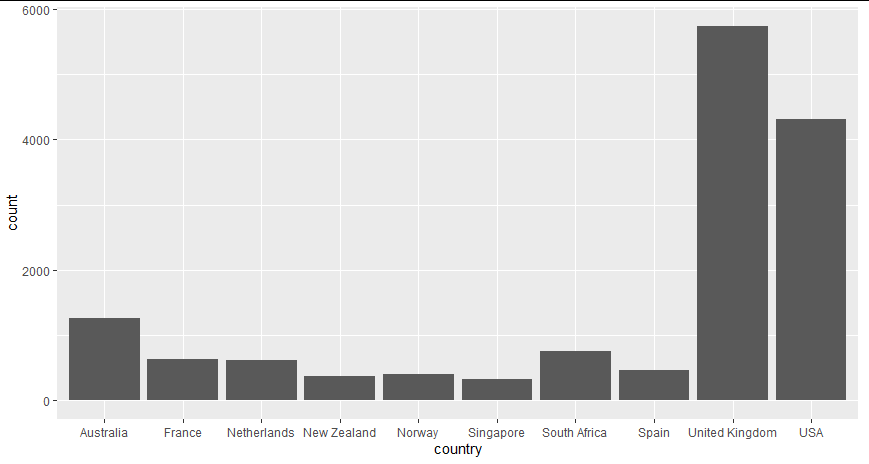 6000
4000
2000
0
count
Australia France Netherlands New Zealand Norway Singapore South Africa Spain United Kingdom USA
country